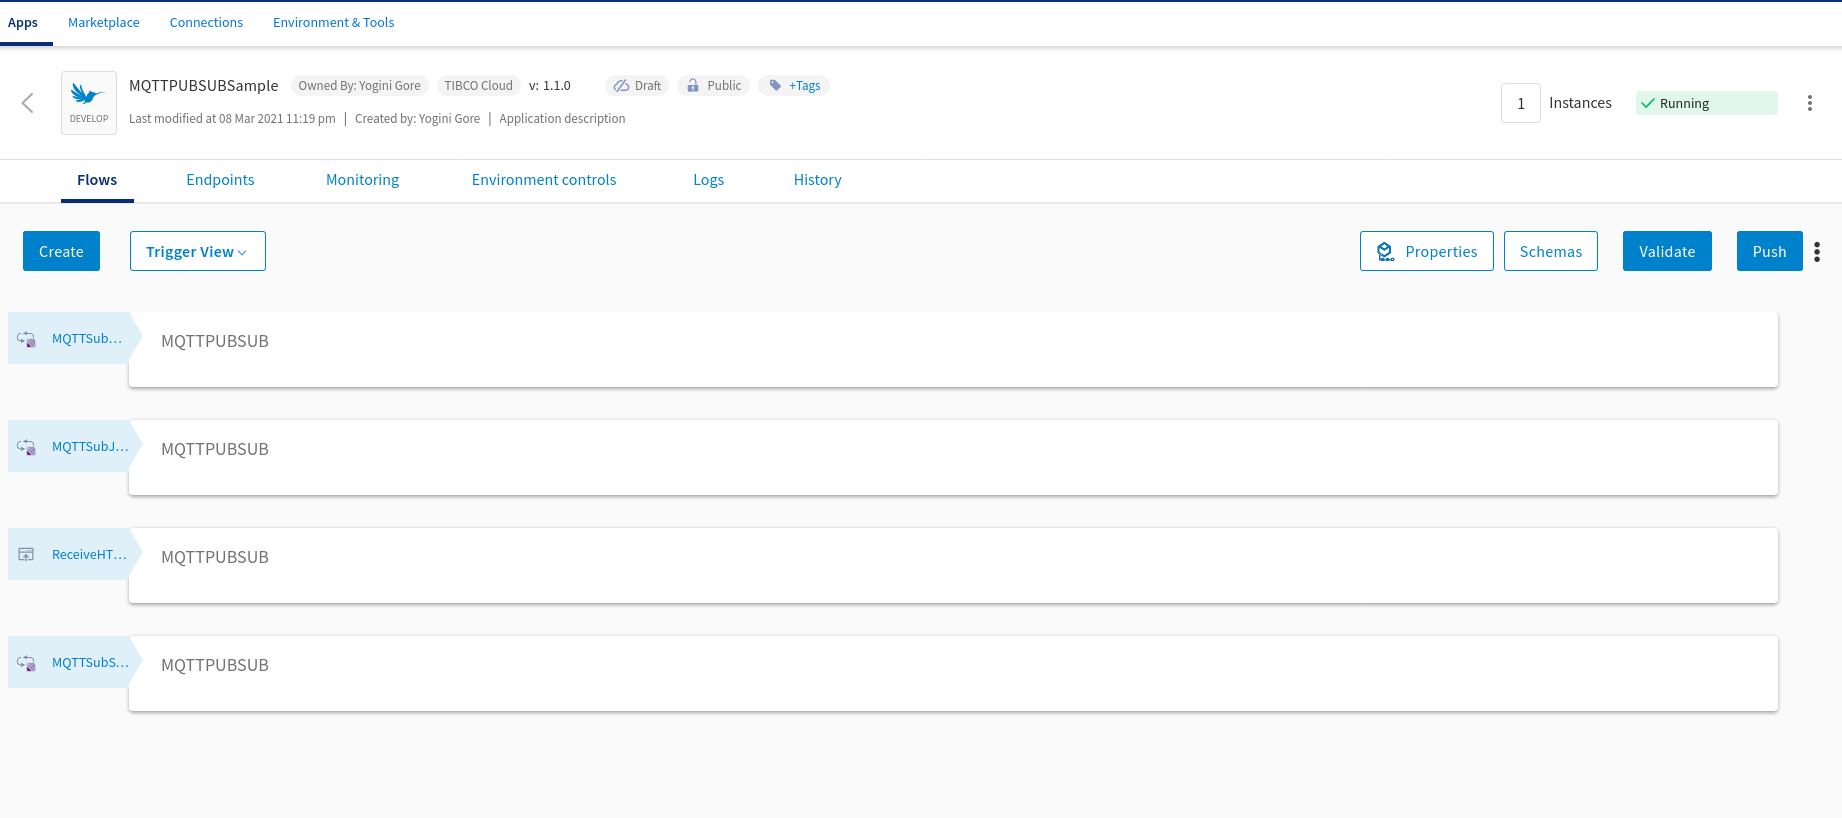 Apps Marketplace Connections Environment & Tools
MQTTPUBSUBSample Owned By: Yogini Gore TIBCO Cloud v: 1.1.0 Draft Public +Tags
DEVELOP
Last modified at 08 Mar 2021 11:19 pm | Created by: Yogini Gore | Application description
1 Instances Running
Flows Endpoints Monitoring Environment controls Logs History
Create Trigger View Properties Schemas Validate Push
MQTTSub... MQTTPUBSUB
MQTTSubJ... MQTTPUBSUB
ReceiveHT... MQTTPUBSUB
MQTTSubS... MQTTPUBSUB